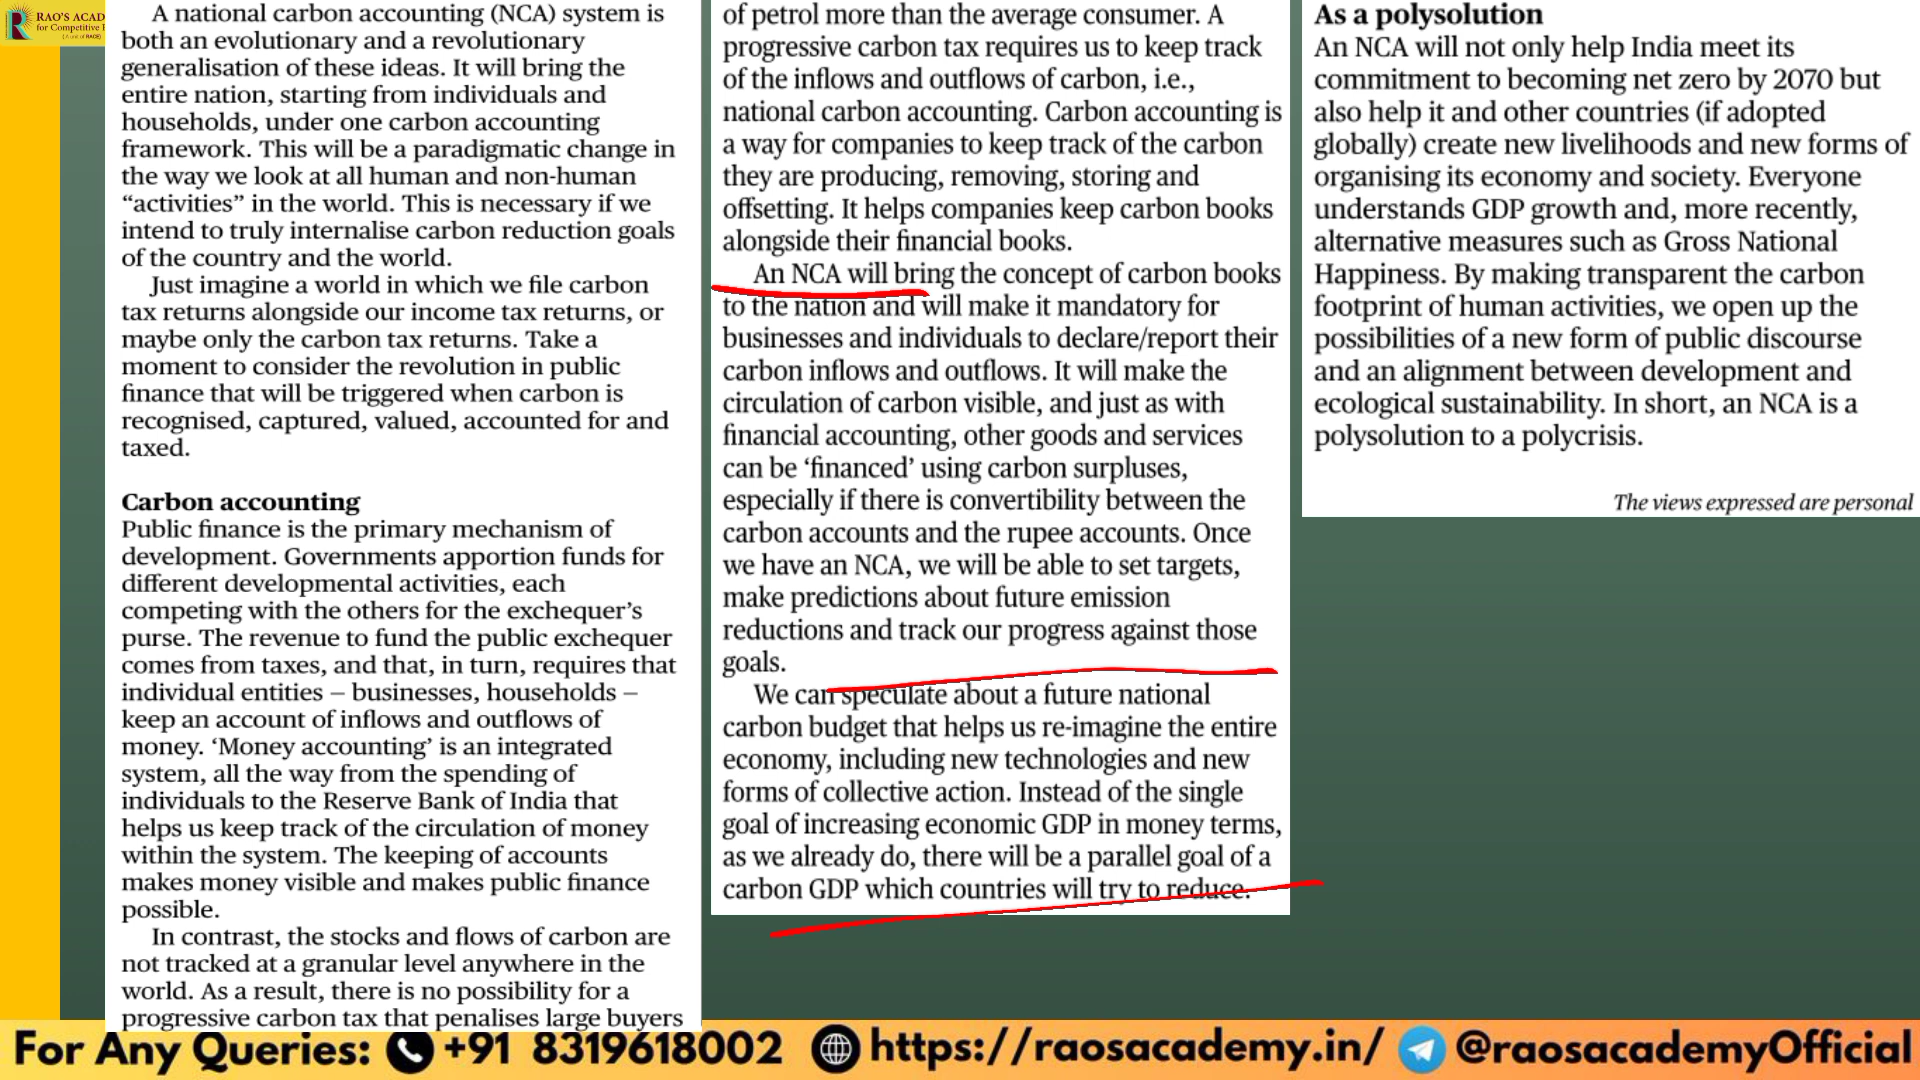 RAO'S ACAD
for Competitive
A national carbon accounting (NCA) system is
both an evolutionary and a revolutionary
generalisation of these ideas. It will bring the
entire nation, starting from individuals and
households, under one carbon accounting
framework. This will be a paradigmatic change in
the way we look at all human and non-human
“activities” in the world. This is necessary if we
intend to truly internalise carbon reduction goals
of the country and the world.
Just imagine a world in which we file carbon
tax returns alongside our income tax returns, or
maybe only the carbon tax returns. Take a
moment to consider the revolution in public
finance that will be triggered when carbon is
recognised, captured, valued, accounted for and
taxed.
Carbon accounting
Public finance is the primary mechanism of
development. Governments apportion funds for
different developmental activities, each
competing with the others for the exchequer’s
purse. The revenue to fund the public exchequer
comes from taxes, and that, in turn, requires that
individual entities — businesses, households —
keep an account of inflows and outflows of
money. ‘Money accounting’ is an integrated
system, all the way from the spending of
individuals to the Reserve Bank of India that
helps us keep track of the circulation of money
within the system. The keeping of accounts
makes money visible and makes public finance
possible.
In contrast, the stocks and flows of carbon are
not tracked at a granular level anywhere in the
world. As a result, there is no possibility for a
progressive carbon tax that penalises large buyers
of petrol more than the average consumer. A
progressive carbon tax requires us to keep track
of the inflows and outflows of carbon, i.e.,
national carbon accounting. Carbon accounting is
a way for companies to keep track of the carbon
they are producing, removing, storing and
offsetting. It helps companies keep carbon books
alongside their financial books.
An NCA will bring the concept of carbon books
to the nation and will make it mandatory for
businesses and individuals to declare/report their
carbon inflows and outflows. It will make the
circulation of carbon visible, and just as with
financial accounting, other goods and services
can be ‘financed’ using carbon surpluses,
especially if there is convertibility between the
carbon accounts and the rupee accounts. Once
we have an NCA, we will be able to set targets,
make predictions about future emission
reductions and track our progress against those
goals.
We can speculate about a future national
carbon budget that helps us re-imagine the entire
economy, including new technologies and new
forms of collective action. Instead of the single
goal of increasing economic GDP in money terms,
as we already do, there will be a parallel goal of a
carbon GDP which countries will try to reduce.
As a polysolution
An NCA will not only help India meet its
commitment to becoming net zero by 2070 but
also help it and other countries (if adopted
globally) create new livelihoods and new forms of
organising its economy and society. Everyone
understands GDP growth and, more recently,
alternative measures such as Gross National
Happiness. By making transparent the carbon
footprint of human activities, we open up the
possibilities of a new form of public discourse
and an alignment between development and
ecological sustainability. In short, an NCA is a
polysolution to a polycrisis.
The views expressed are personal
For Any Queries: +91 8319618002 https://raosacademy.in/ @raosacademyOfficial